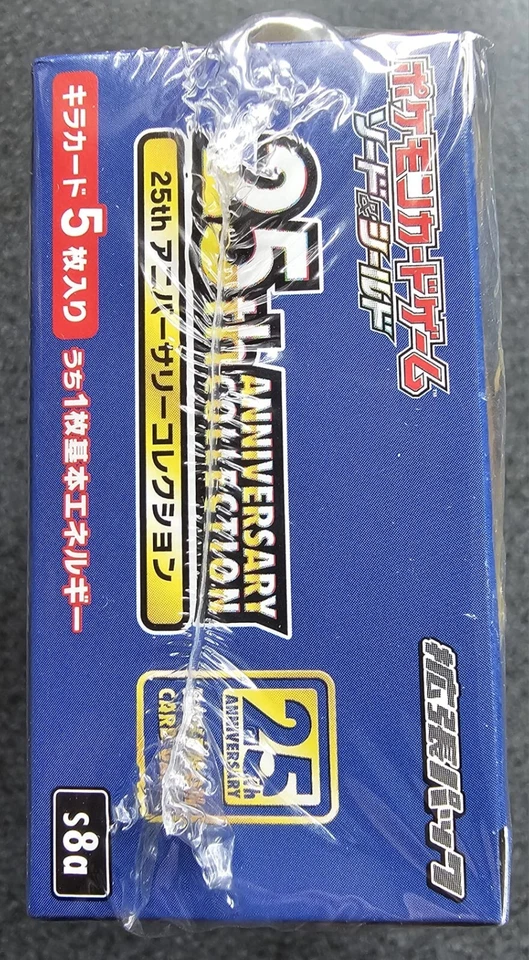 ポケモンカードゲーム
ソード&シールド
拡張パック
25th ANNIVERSARY
COLLECTION
25th アニバーサリーコレクション
25th
ANNIVERSARY
キラカード5枚入り うち1枚基本エネルギー
s8a